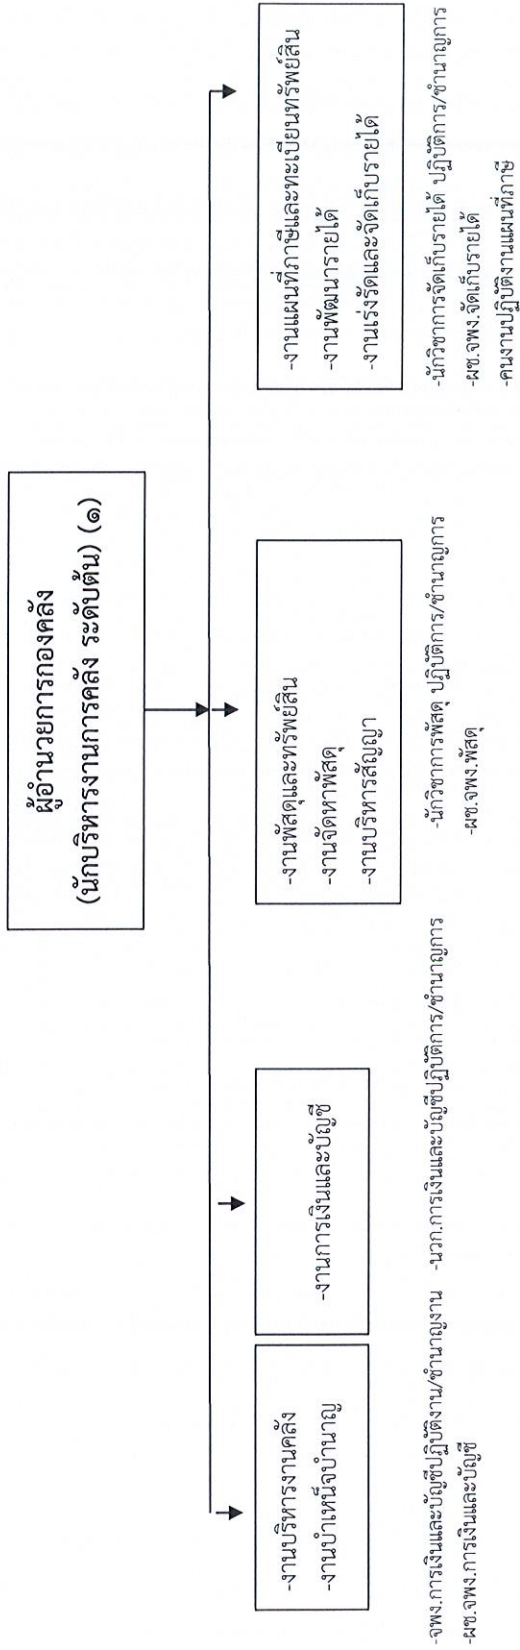 ผู้อำนวยการกองคลัง
(นักบริหารงานการคลัง ระดับต้น) (๑)
-งานบริหารงานคลัง
-งานบำเหน็จบำนาญ
-งานการเงินและบัญชี
-งานพัสดุและทรัพย์สิน
-งานจัดหาพัสดุ
-งานบริหารสัญญา
-งานแผนที่ภาษีและทะเบียนทรัพย์สิน
-งานพัฒนารายได้
-งานเร่งรัดและจัดเก็บรายได้
-จพง.การเงินและบัญชีปฏิบัติงาน/ชำนาญงาน
-ผช.จพง.การเงินและบัญชี
-นวก.การเงินและบัญชีปฏิบัติการ/ชำนาญการ
-นักวิชาการพัสดุ ปฏิบัติการ/ชำนาญการ
-ผช.จพง.พัสดุ
-นักวิชาการจัดเก็บรายได้ ปฏิบัติการ/ชำนาญการ
-ผช.จพง.จัดเก็บรายได้
-คนงานปฏิบัติงานแผนที่ภาษี